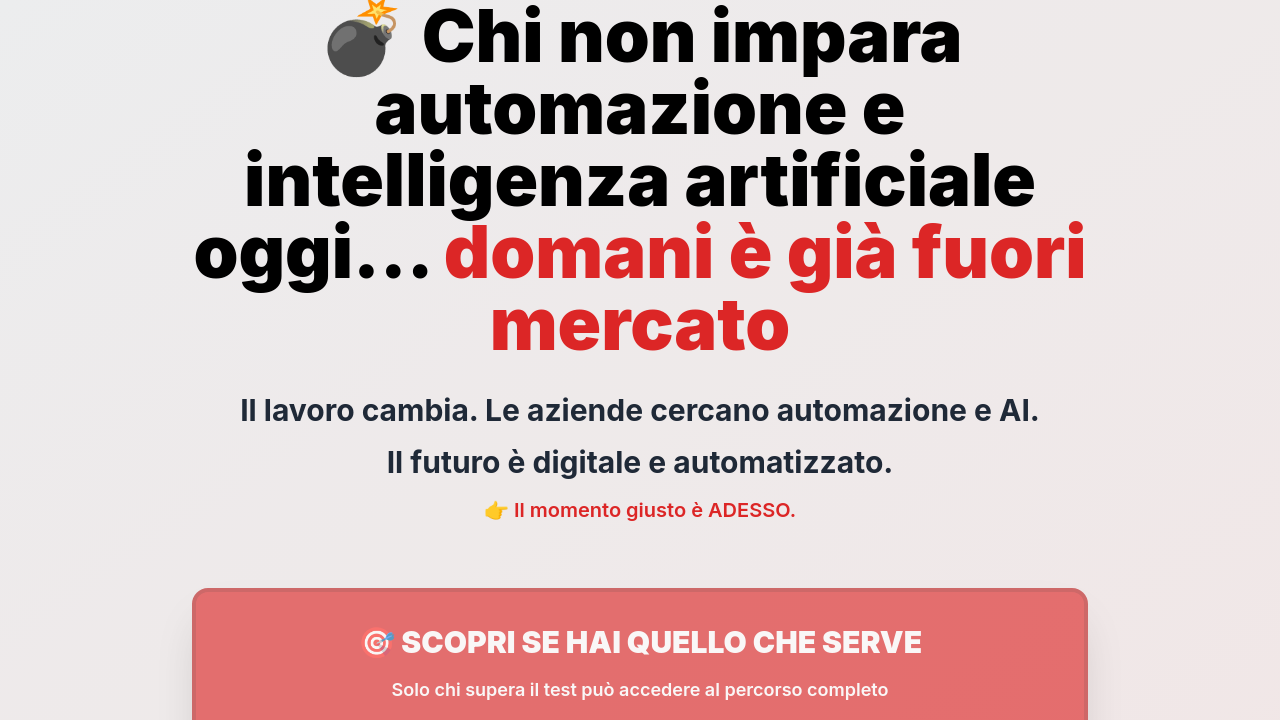 💣 Chi non impara
automazione e
intelligenza artificiale
oggi... domani è già fuori
mercato
Il lavoro cambia. Le aziende cercano automazione e AI.
Il futuro è digitale e automatizzato.
👉 Il momento giusto è ADESSO.
🎯 SCOPRI SE HAI QUELLO CHE SERVE
Solo chi supera il test può accedere al percorso completo